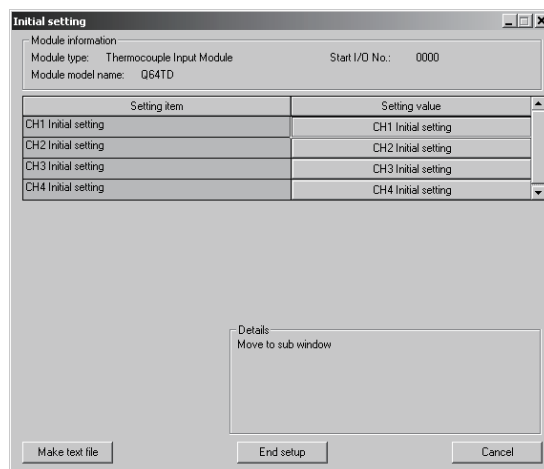 Initial setting
Module information
Module type: Thermocouple Input Module Start I/O No.: 0000
Module model name: Q64TD
Setting item Setting value
CH1 Initial setting CH1 Initial setting
CH2 Initial setting CH2 Initial setting
CH3 Initial setting CH3 Initial setting
CH4 Initial setting CH4 Initial setting
Details
Move to sub window
Make text file End setup Cancel